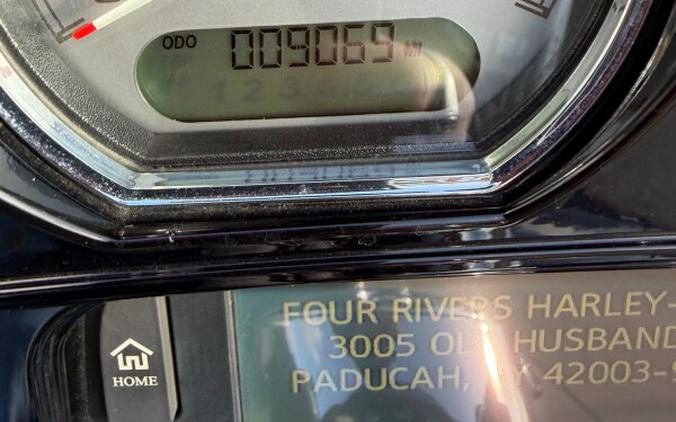 ODO 009069
FOUR RIVERS HARLEY-
3005 OL HUSBAND
HOME
PADUCAH, Y 42003-